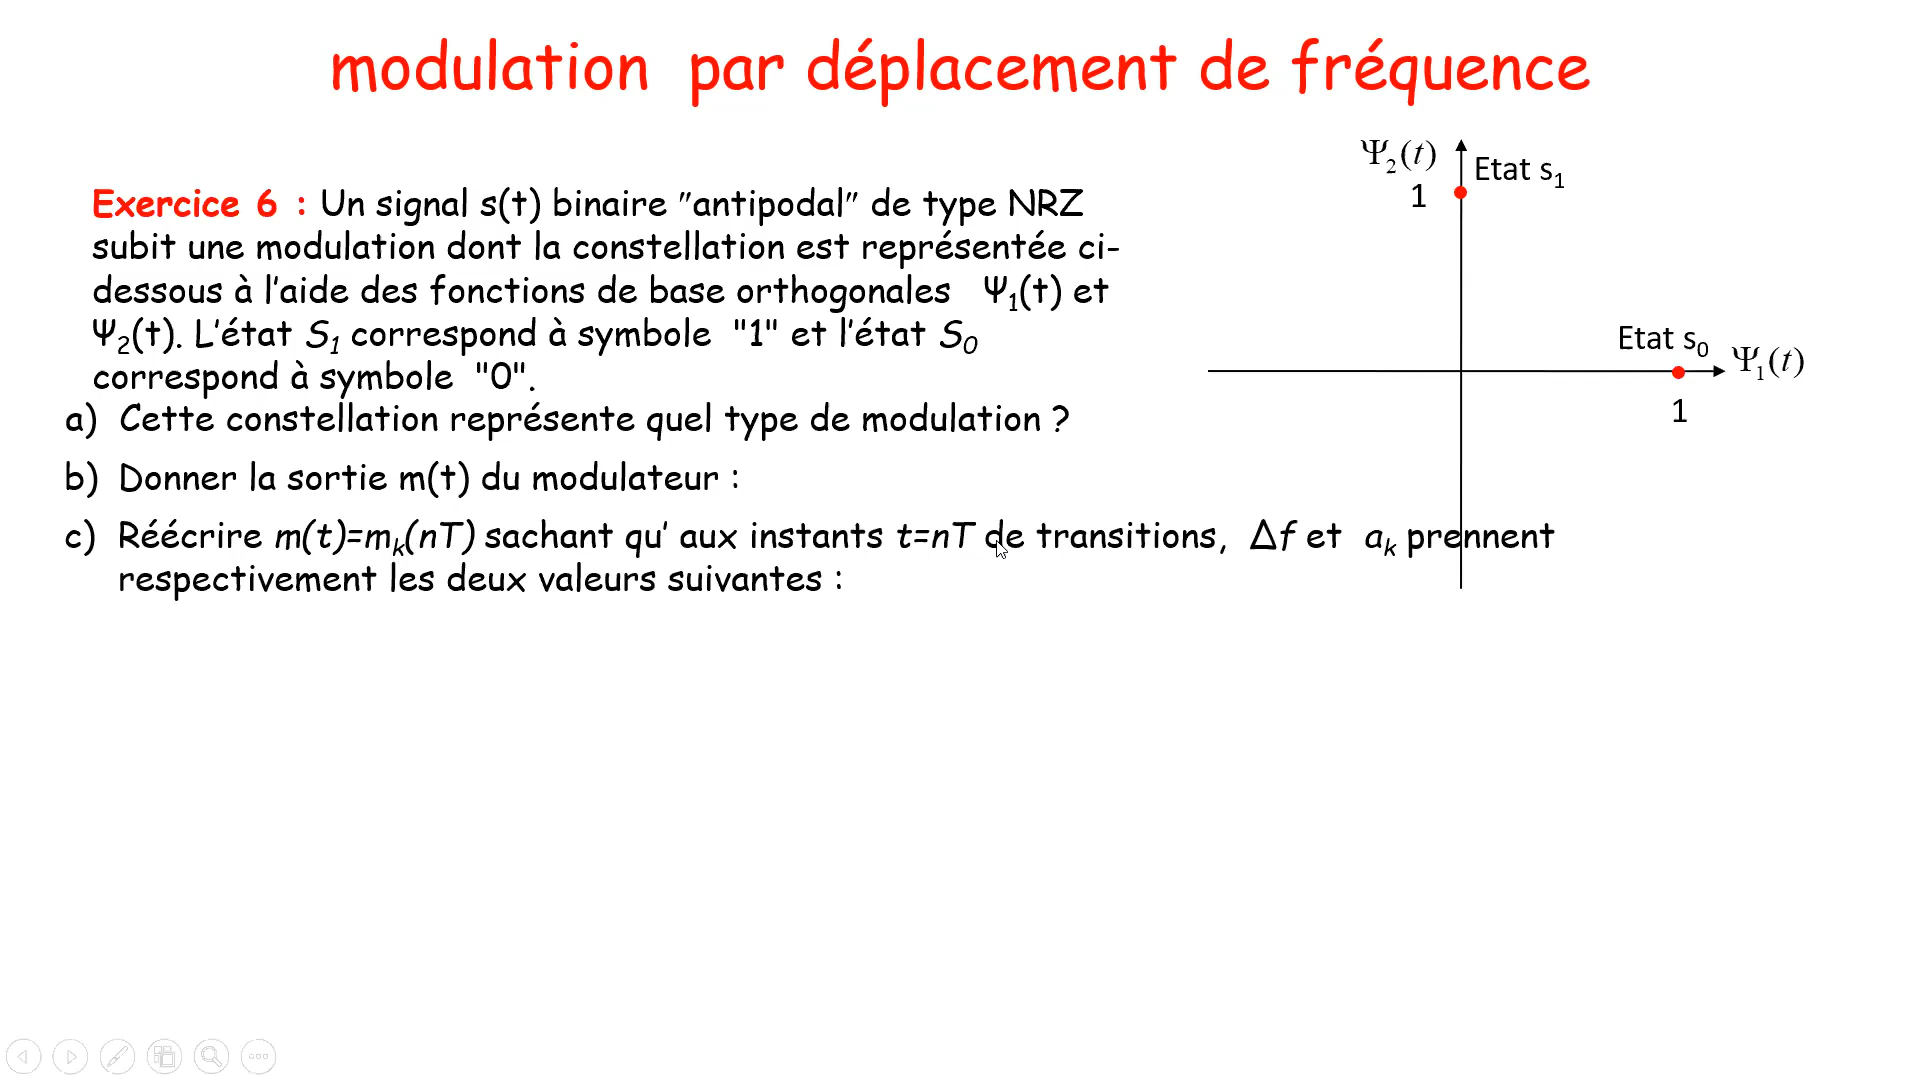 modulation par déplacement de fréquence
Exercice 6 : Un signal s(t) binaire "antipodal" de type NRZ
subit une modulation dont la constellation est représentée ci-
dessous à l'aide des fonctions de base orthogonales Ψ₁(t) et
Ψ₂(t). L'état S₁ correspond à symbole "1" et l'état S₀
correspond à symbole "0".
a) Cette constellation représente quel type de modulation ?
b) Donner la sortie m(t) du modulateur :
c) Réécrire m(t)=mₖ(nT) sachant qu' aux instants t=nT de transitions, Δf et aₖ prennent
respectivement les deux valeurs suivantes :
Ψ₂(t)
Etat s₁
1
Etat s₀
Ψ₁(t)
1